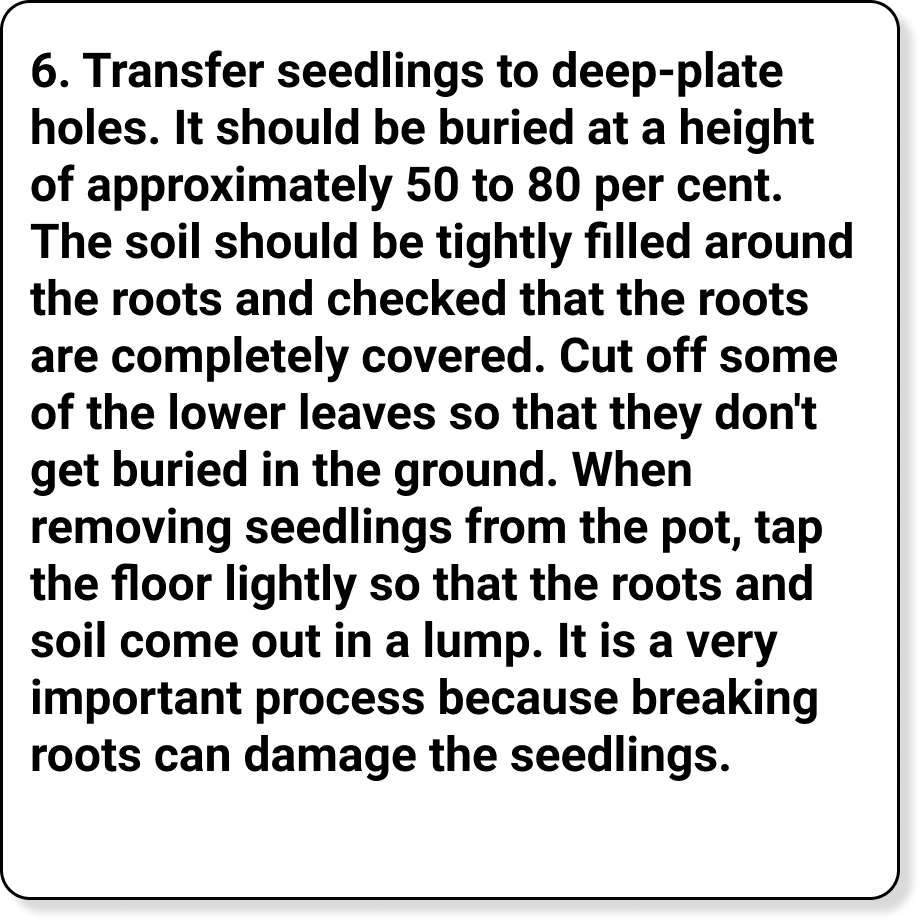 6. Transfer seedlings to deep-plate
holes. It should be buried at a height
of approximately 50 to 80 per cent.
The soil should be tightly filled around
the roots and checked that the roots
are completely covered. Cut off some
of the lower leaves so that they don't
get buried in the ground. When
removing seedlings from the pot, tap
the floor lightly so that the roots and
soil come out in a lump. It is a very
important process because breaking
roots can damage the seedlings.